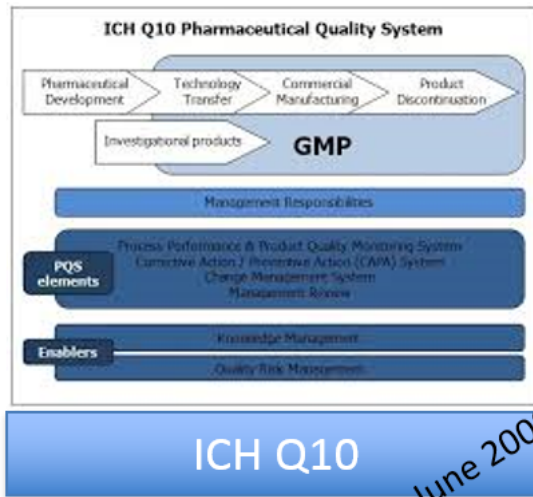 ICH Q10 Pharmaceutical Quality System
Pharmaceutical Development
Technology Transfer
Commercial Manufacturing
Product Discontinuation
Investigational products
GMP
Management Responsibilities
PQS elements
Process Performance & Product Quality Monitoring System
Corrective Action / Preventive Action (CAPA) System
Change Management System
Management Review
Enablers
Knowledge Management
Quality Risk Management
ICH Q10
June